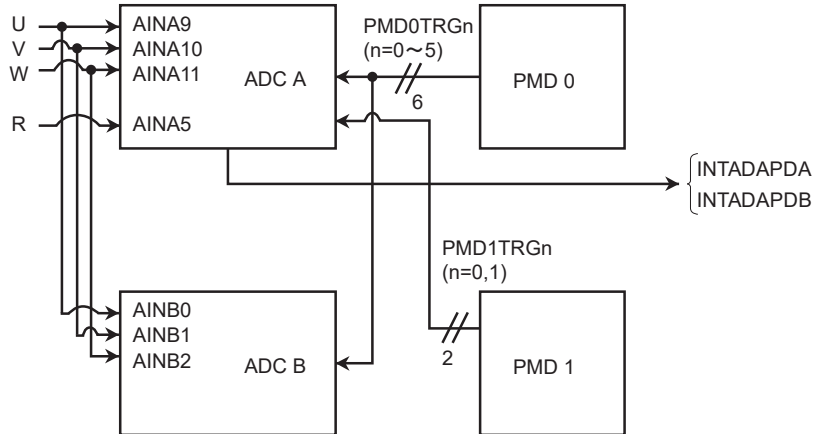 U
V
W
R
AINA9
AINA10
AINA11
AINA5
ADC A
PMD0TRGn
(n=0～5)
6
PMD 0
INTADAPDA
INTADAPDB
PMD1TRGn
(n=0,1)
2
PMD 1
AINB0
AINB1
AINB2
ADC B